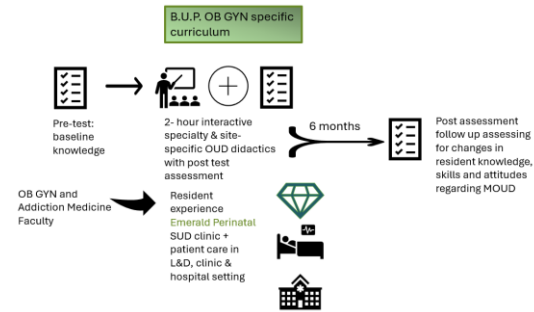 B.U.P. OB GYN specific
curriculum
Pre-test:
baseline
knowledge
2- hour interactive
specialty & site-
specific OUD didactics
with post test
assessment
6 months
Post assessment
follow up assessing
for changes in
resident knowledge,
skills and attitudes
regarding MOUD
OB GYN and
Addiction Medicine
Faculty
Resident
experience
Emerald Perinatal
SUD clinic +
patient care in
L&D, clinic &
hospital setting